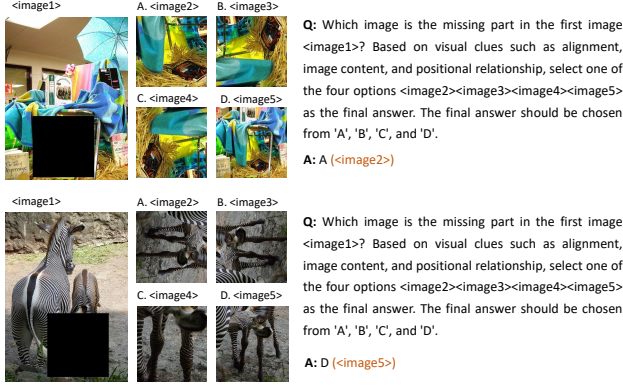 <image1>
A. <image2>
B. <image3>
C. <image4>
D. <image5>
Q: Which image is the missing part in the first image
<image1>? Based on visual clues such as alignment,
image content, and positional relationship, select one of
the four options <image2><image3><image4><image5>
as the final answer. The final answer should be chosen
from 'A', 'B', 'C', and 'D'.
A: A (<image2>)
<image1>
A. <image2>
B. <image3>
C. <image4>
D. <image5>
Q: Which image is the missing part in the first image
<image1>? Based on visual clues such as alignment,
image content, and positional relationship, select one of
the four options <image2><image3><image4><image5>
as the final answer. The final answer should be chosen
from 'A', 'B', 'C', and 'D'.
A: D (<image5>)